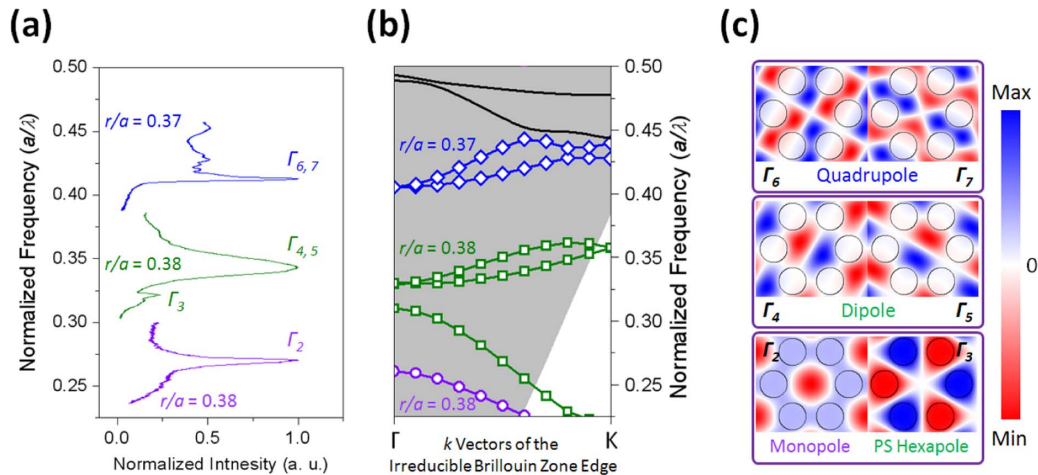 (a)
0.50
0.45
0.40
0.35
0.30
0.25
Normalized Frequency (a/λ)
r/a = 0.37
Γ6,7
Γ4,5
r/a = 0.38
Γ3
Γ2
r/a = 0.38
0.0
0.5
1.0
Normalized Intnesity (a. u.)
(b)
r/a = 0.37
r/a = 0.38
r/a = 0.38
0.50
0.45
0.40
0.35
0.30
0.25
Normalized Frequency (a/λ)
Γ
K
k Vectors of the
Irreducible Brillouin Zone Edge
(c)
Γ6
Quadrupole
Γ7
Γ4
Dipole
Γ5
Γ2
Γ3
Monopole
PS Hexapole
Max
0
Min